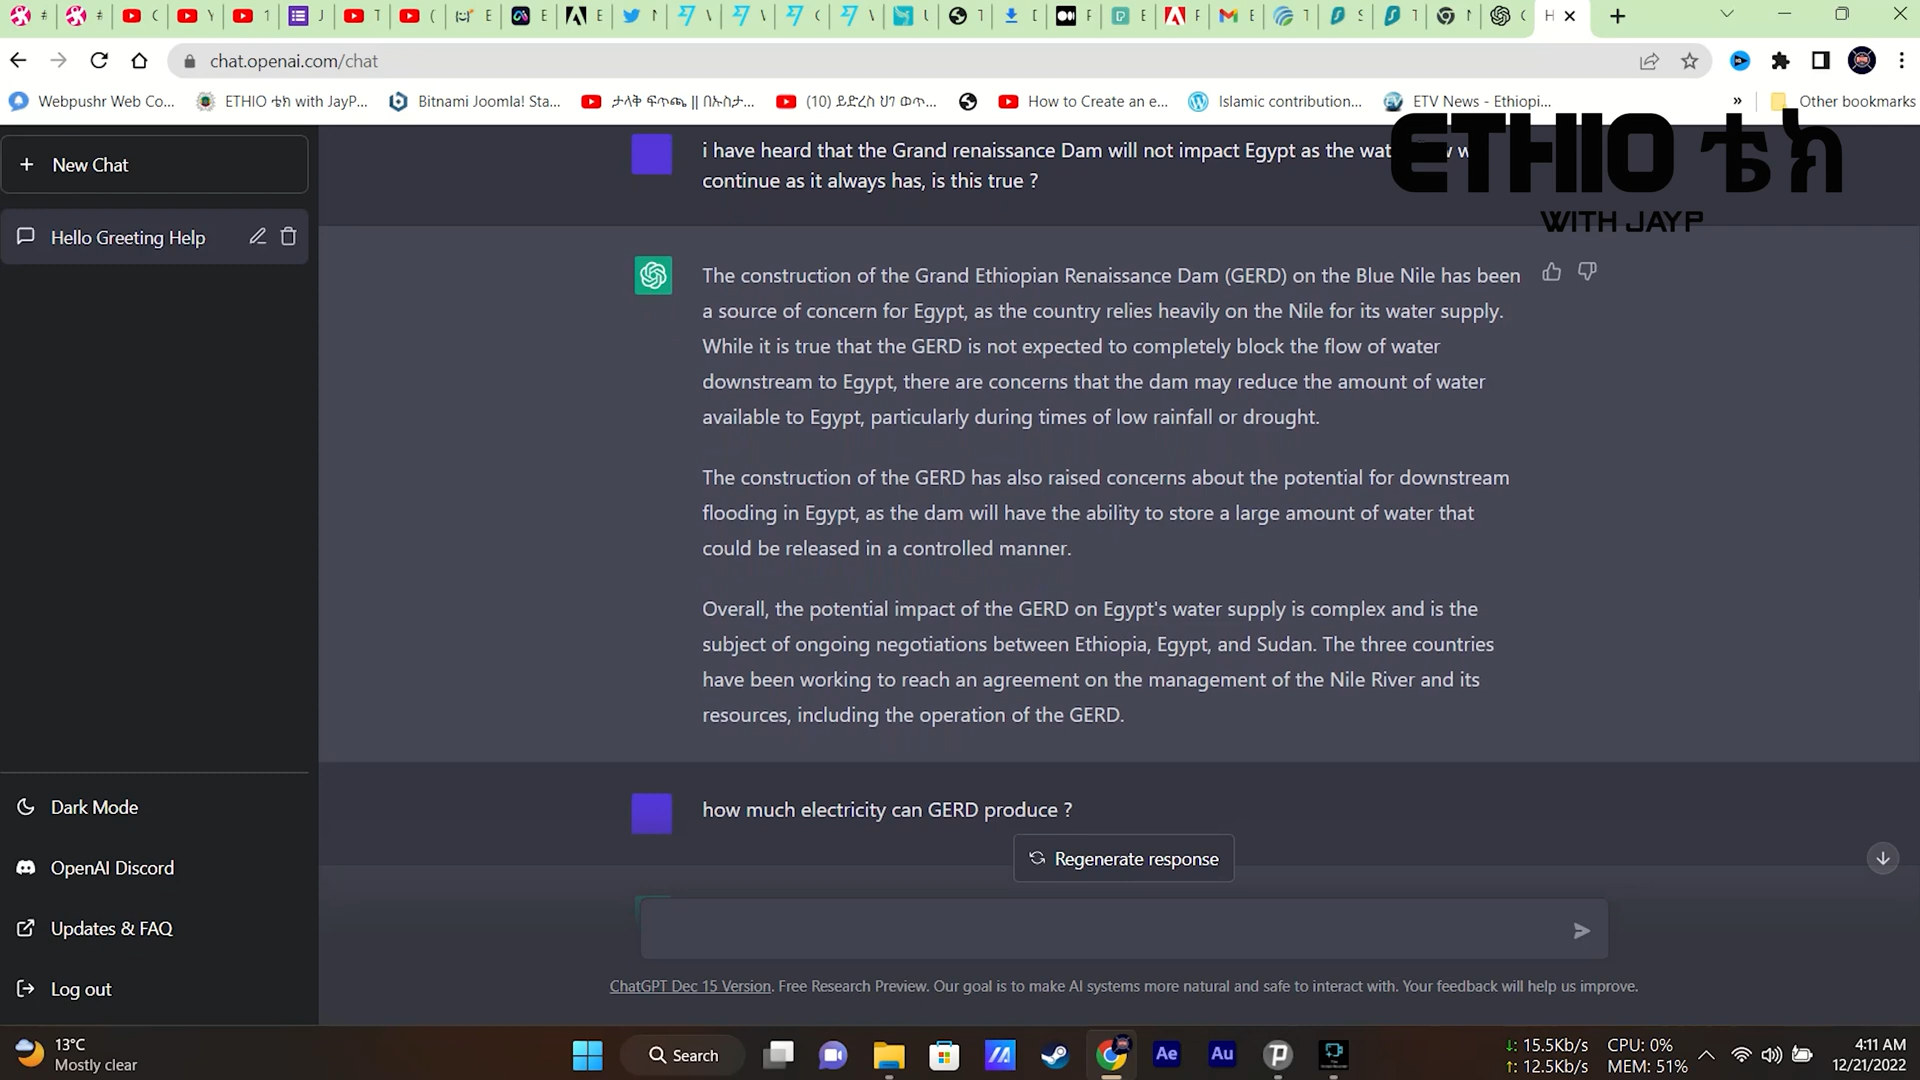 chat.openai.com/chat
Webpushr Web Co...
ETHIO ቴክ with JayP...
Bitnami Joomla! Sta...
ታላቅ ፍጥጫ || በኡስታ...
(10) ይድረስ ህገ ወጥ...
How to Create an e...
Islamic contribution...
ETV News - Ethiopi...
»
Other bookmarks
ETHIO ቴክ
WITH JAYP
New Chat
Hello Greeting Help
i have heard that the Grand renaissance Dam will not impact Egypt as the
continue as it always has, is this true ?
The construction of the Grand Ethiopian Renaissance Dam (GERD) on the Blue Nile has been
a source of concern for Egypt, as the country relies heavily on the Nile for its water supply.
While it is true that the GERD is not expected to completely block the flow of water
downstream to Egypt, there are concerns that the dam may reduce the amount of water
available to Egypt, particularly during times of low rainfall or drought.
The construction of the GERD has also raised concerns about the potential for downstream
flooding in Egypt, as the dam will have the ability to store a large amount of water that
could be released in a controlled manner.
Overall, the potential impact of the GERD on Egypt's water supply is complex and is the
subject of ongoing negotiations between Ethiopia, Egypt, and Sudan. The three countries
have been working to reach an agreement on the management of the Nile River and its
resources, including the operation of the GERD.
how much electricity can GERD produce ?
Regenerate response
Dark Mode
OpenAI Discord
Updates & FAQ
Log out
ChatGPT Dec 15 Version. Free Research Preview. Our goal is to make AI systems more natural and safe to interact with. Your feedback will help us improve.
13°C
Mostly clear
Search
Ae
Au
↓: 15.5Kb/s
↑: 12.5Kb/s
CPU: 0%
MEM: 51%
4:11 AM
12/21/2022